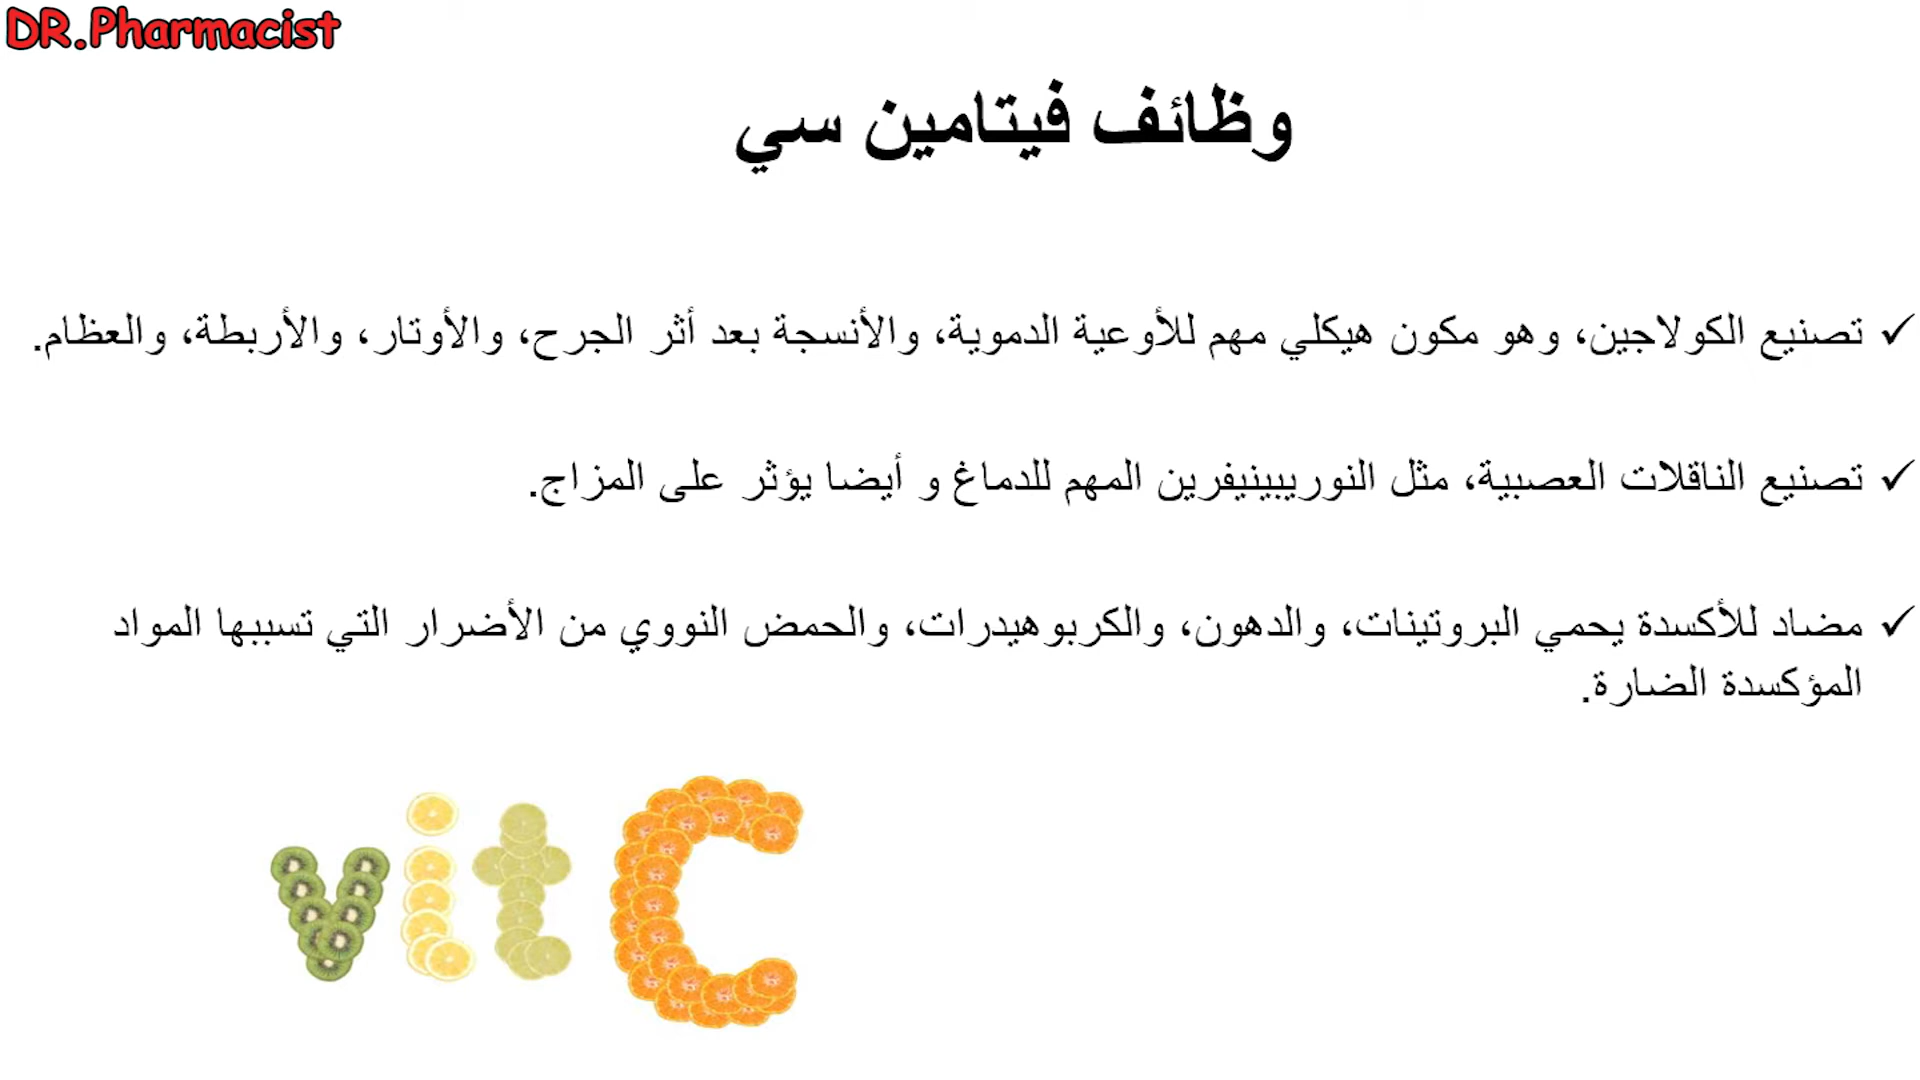 DR.Pharmacist
وظائف فيتامين سي
✓ تصنيع الكولاجين، وهو مكون هيكلي مهم للأوعية الدموية، والأنسجة بعد أثر الجرح، والأوتار، والأربطة، والعظام.
✓ تصنيع الناقلات العصبية، مثل النوريبينيفرين المهم للدماغ و أيضا يؤثر على المزاج.
✓ مضاد للأكسدة يحمي البروتينات، والدهون، والكربوهيدرات، والحمض النووي من الأضرار التي تسببها المواد
المؤكسدة الضارة.
vit C